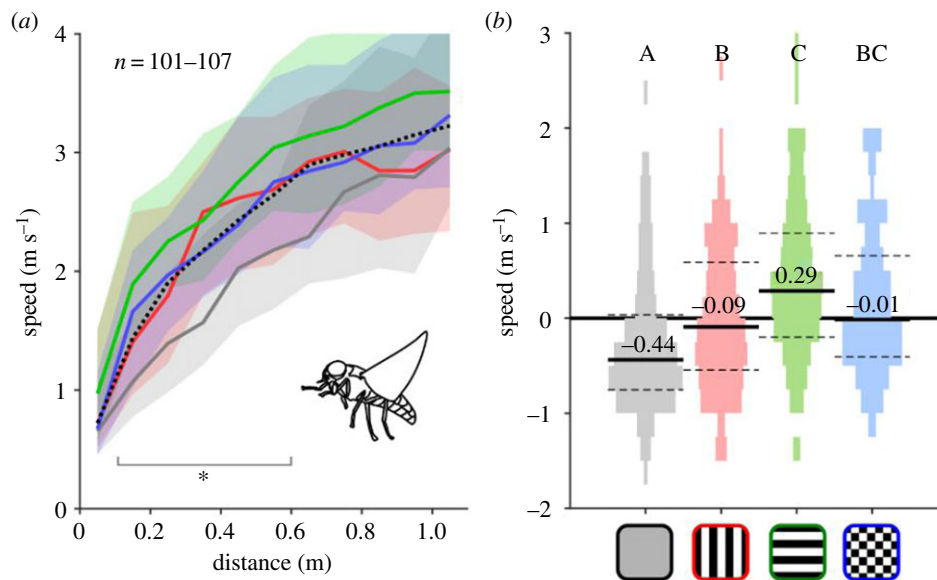 (a)
4
3
2
1
0
speed (m s⁻¹)
n = 101–107
*
0 0.2 0.4 0.6 0.8 1.0
distance (m)
(b)
3
2
1
0
–1
–2
speed (m s⁻¹)
A B C BC
–0.44 –0.09 0.29 –0.01